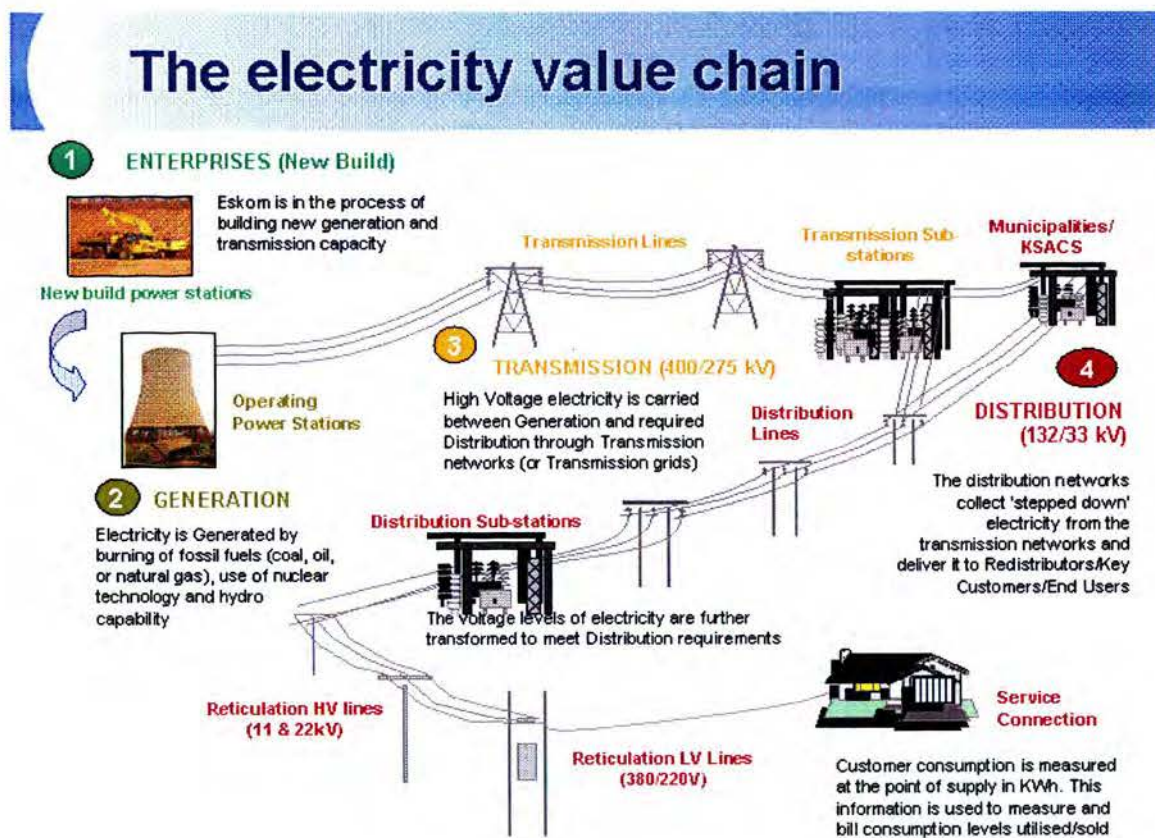 The electricity value chain
1
ENTERPRISES (New Build)
Eskom is in the process of
building new generation and
transmission capacity
New build power stations
Transmission Lines
Transmission Sub-
stations
Municipalities/
KSACS
Operating
Power Stations
3
TRANSMISSION (400/275 kV)
High Voltage electricity is carried
between Generation and required
Distribution through Transmission
networks (or Transmission grids)
Distribution
Lines
4
DISTRIBUTION
(132/33 kV)
The distribution networks
collect 'stepped down'
electricity from the
transmission networks and
deliver it to Redistributors/Key
Customers/End Users
2
GENERATION
Electricity is Generated by
burning of fossil fuels (coal, oil,
or natural gas), use of nuclear
technology and hydro
capability
Distribution Sub-stations
The voltage levels of electricity are further
transformed to meet Distribution requirements
Reticulation HV lines
(11 & 22kV)
Reticulation LV Lines
(380/220V)
Service
Connection
Customer consumption is measured
at the point of supply in KWh. This
information is used to measure and
bill consumption levels utilised/sold